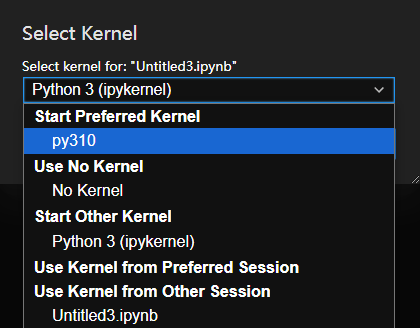 Select Kernel
Select kernel for: "Untitled3.ipynb"
Python 3 (ipykernel)
Start Preferred Kernel
py310
Use No Kernel
No Kernel
Start Other Kernel
Python 3 (ipykernel)
Use Kernel from Preferred Session
Use Kernel from Other Session
Untitled3.ipynb